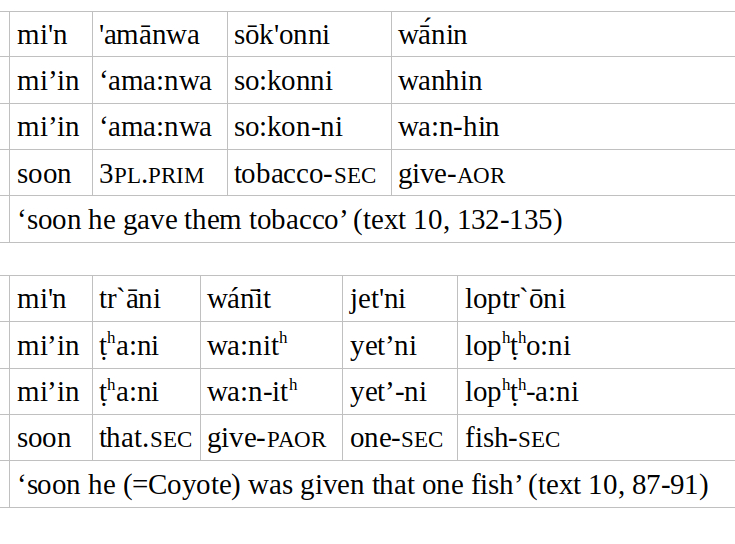 mi'n 'amānwa sōk'onni wā́nin
mi’in ‘ama:nwa so:konni wanhin
mi’in ‘ama:nwa so:kon-ni wa:n-hin
soon 3PL.PRIM tobacco-SEC give-AOR
‘soon he gave them tobacco’ (text 10, 132-135)
mi'n tr`āni wánīt jet'ni loptr`ōni
mi’in ṭʰa:ni wa:nitʰ yet’ni lopʰṭʰo:ni
mi’in ṭʰa:ni wa:n-itʰ yet’-ni lopʰṭʰ-a:ni
soon that.SEC give-PAOR one-SEC fish-SEC
‘soon he (=Coyote) was given that one fish’ (text 10, 87-91)